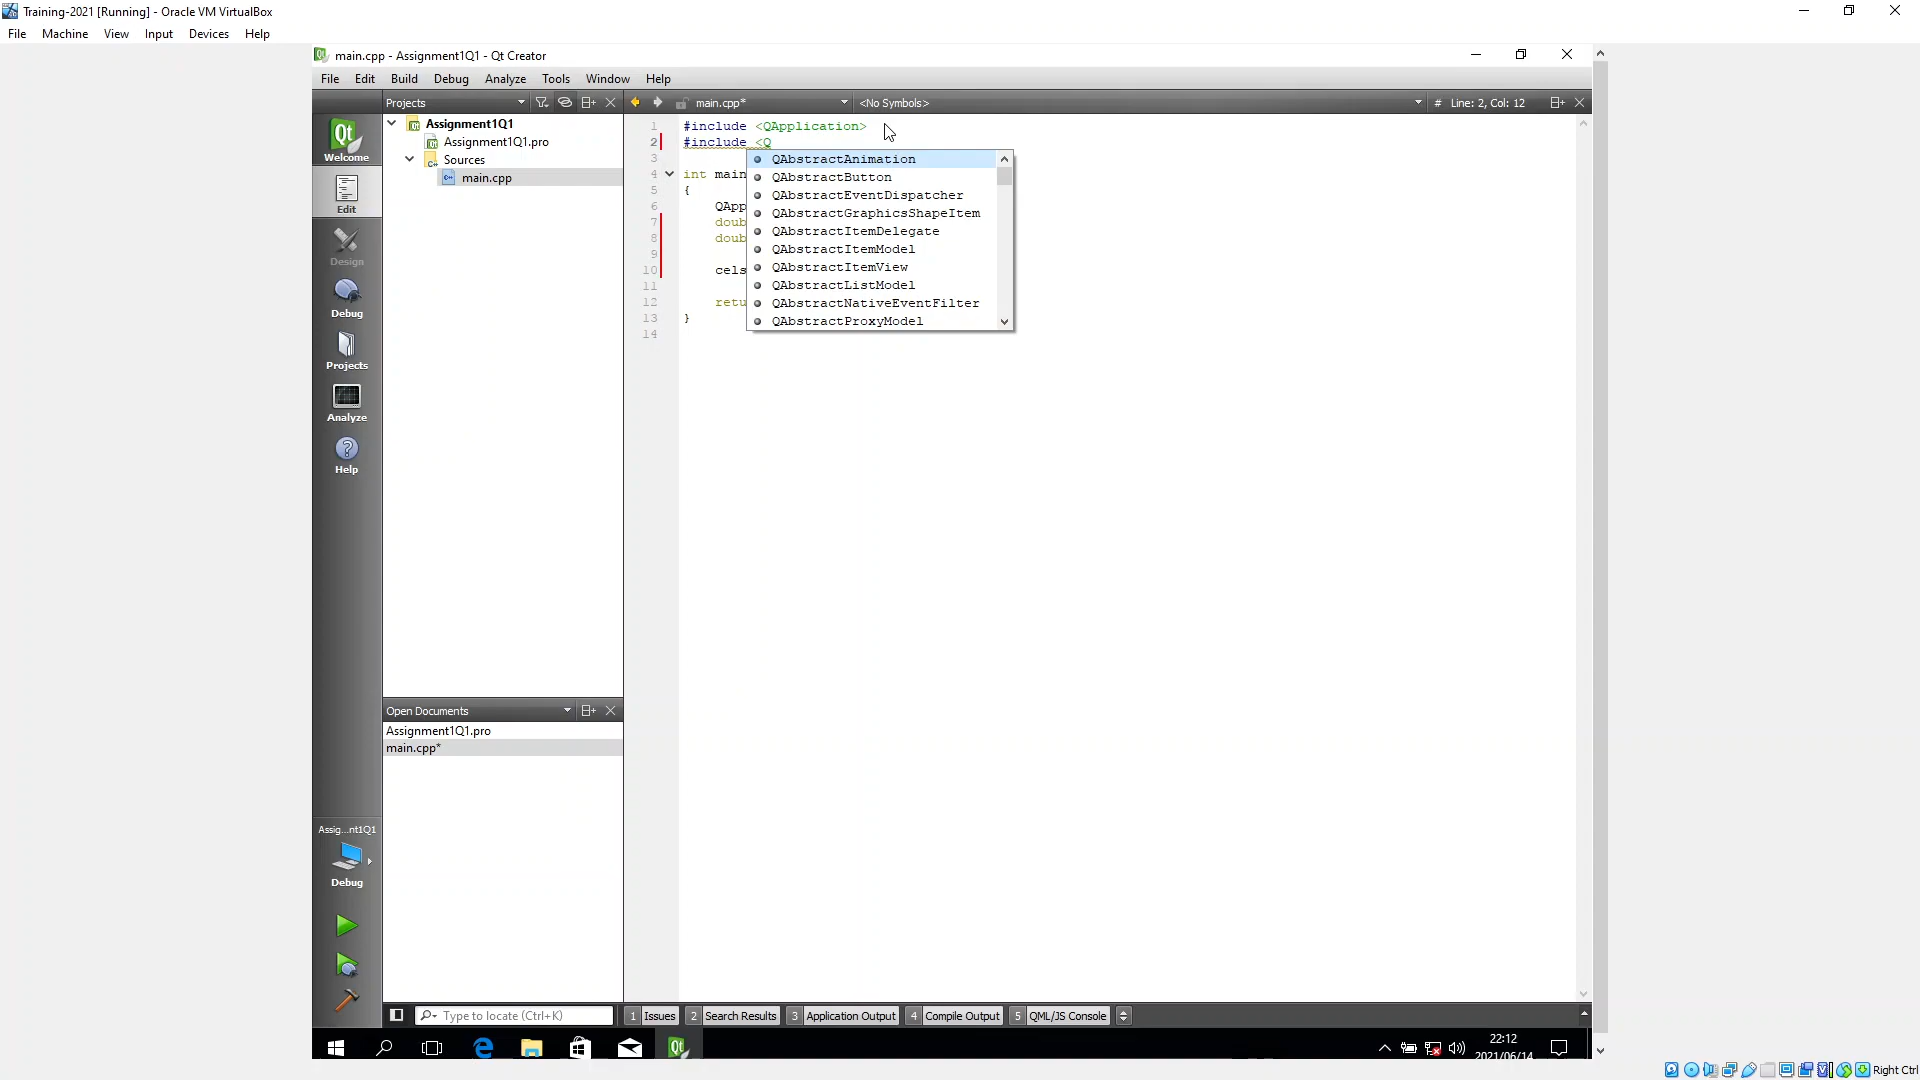 Training-2021 [Running] - Oracle VM VirtualBox
File Machine View Input Devices Help
main.cpp - Assignment1Q1 - Qt Creator
File Edit Build Debug Analyze Tools Window Help
Projects
main.cpp*
<No Symbols>
# Line: 2, Col: 12
Welcome
Edit
Design
Debug
Projects
Analyze
Help
Assignment1Q1
Assignment1Q1.pro
Sources
main.cpp
1 #include <QApplication>
2 #include <Q
3
4 int main
5 {
6 QApp
7 doub
8 doub
9
10 cels
11
12 retu
13 }
14
QAbstractAnimation
QAbstractButton
QAbstractEventDispatcher
QAbstractGraphicsShapeItem
QAbstractItemDelegate
QAbstractItemModel
QAbstractItemView
QAbstractListModel
QAbstractNativeEventFilter
QAbstractProxyModel
Open Documents
Assignment1Q1.pro
main.cpp*
Assig...nt1Q1
Debug
Type to locate (Ctrl+K)
1 Issues 2 Search Results 3 Application Output 4 Compile Output 5 QML/JS Console
22:12
2021/06/14
Right Ctrl